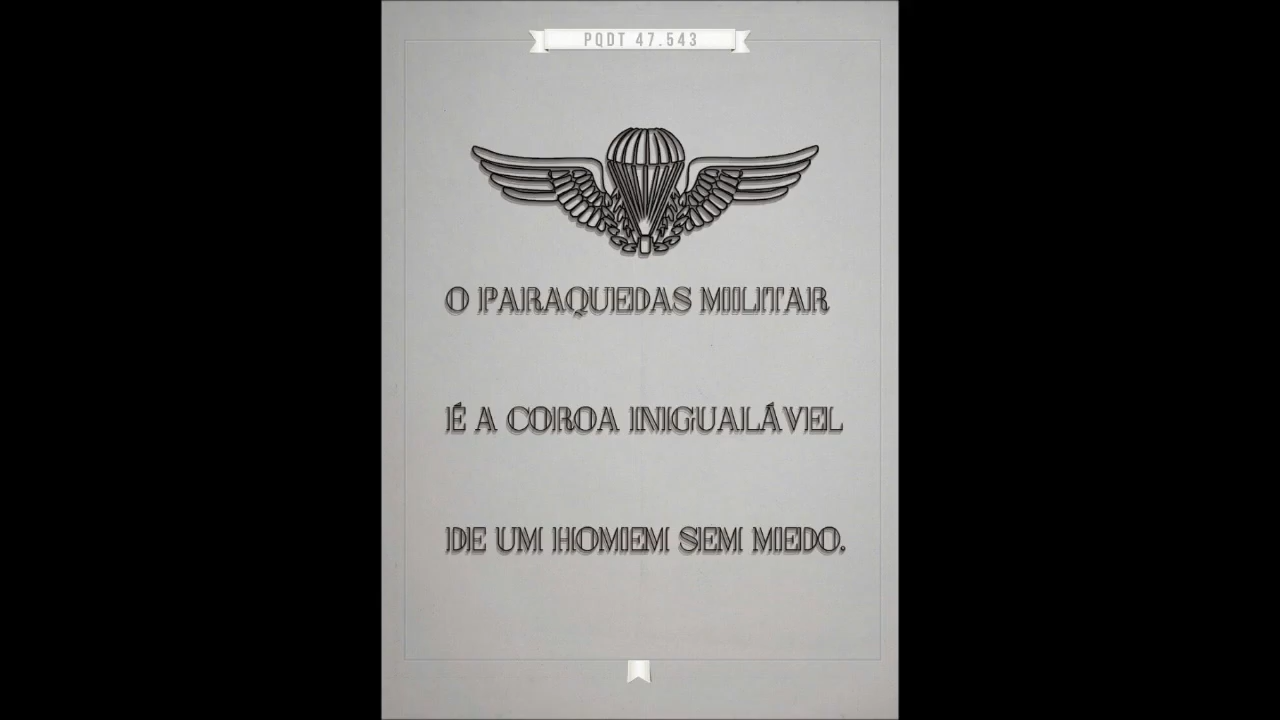 PQDT 47.543
O PARAQUEDAS MILITAR
É A COROA INIGUALÁVEL
DE UM HOMEM SEM MEDO.